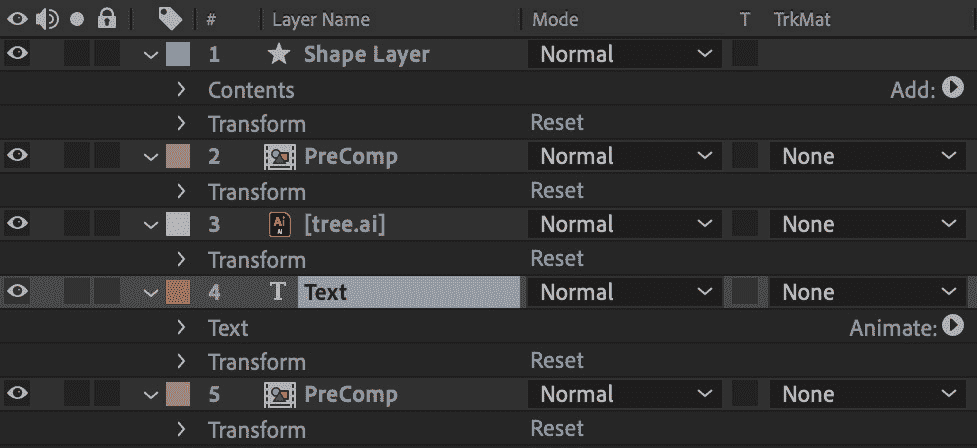 # Layer Name Mode T TrkMat
1 Shape Layer Normal
Contents Add:
Transform Reset
2 PreComp Normal None
Transform Reset
3 Ai [tree.ai] Normal None
Transform Reset
4 T Text Normal None
Text Animate:
Transform Reset
5 PreComp Normal None
Transform Reset